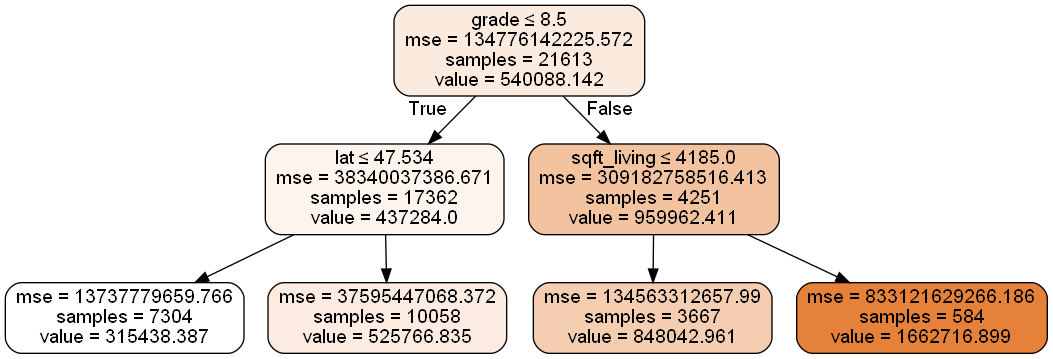 grade ≤ 8.5
mse = 134776142225.572
samples = 21613
value = 540088.142
True
False
lat ≤ 47.534
mse = 38340037386.671
samples = 17362
value = 437284.0
sqft_living ≤ 4185.0
mse = 309182758516.413
samples = 4251
value = 959962.411
mse = 13737779659.766
samples = 7304
value = 315438.387
mse = 37595447068.372
samples = 10058
value = 525766.835
mse = 134563312657.99
samples = 3667
value = 848042.961
mse = 833121629266.186
samples = 584
value = 1662716.899